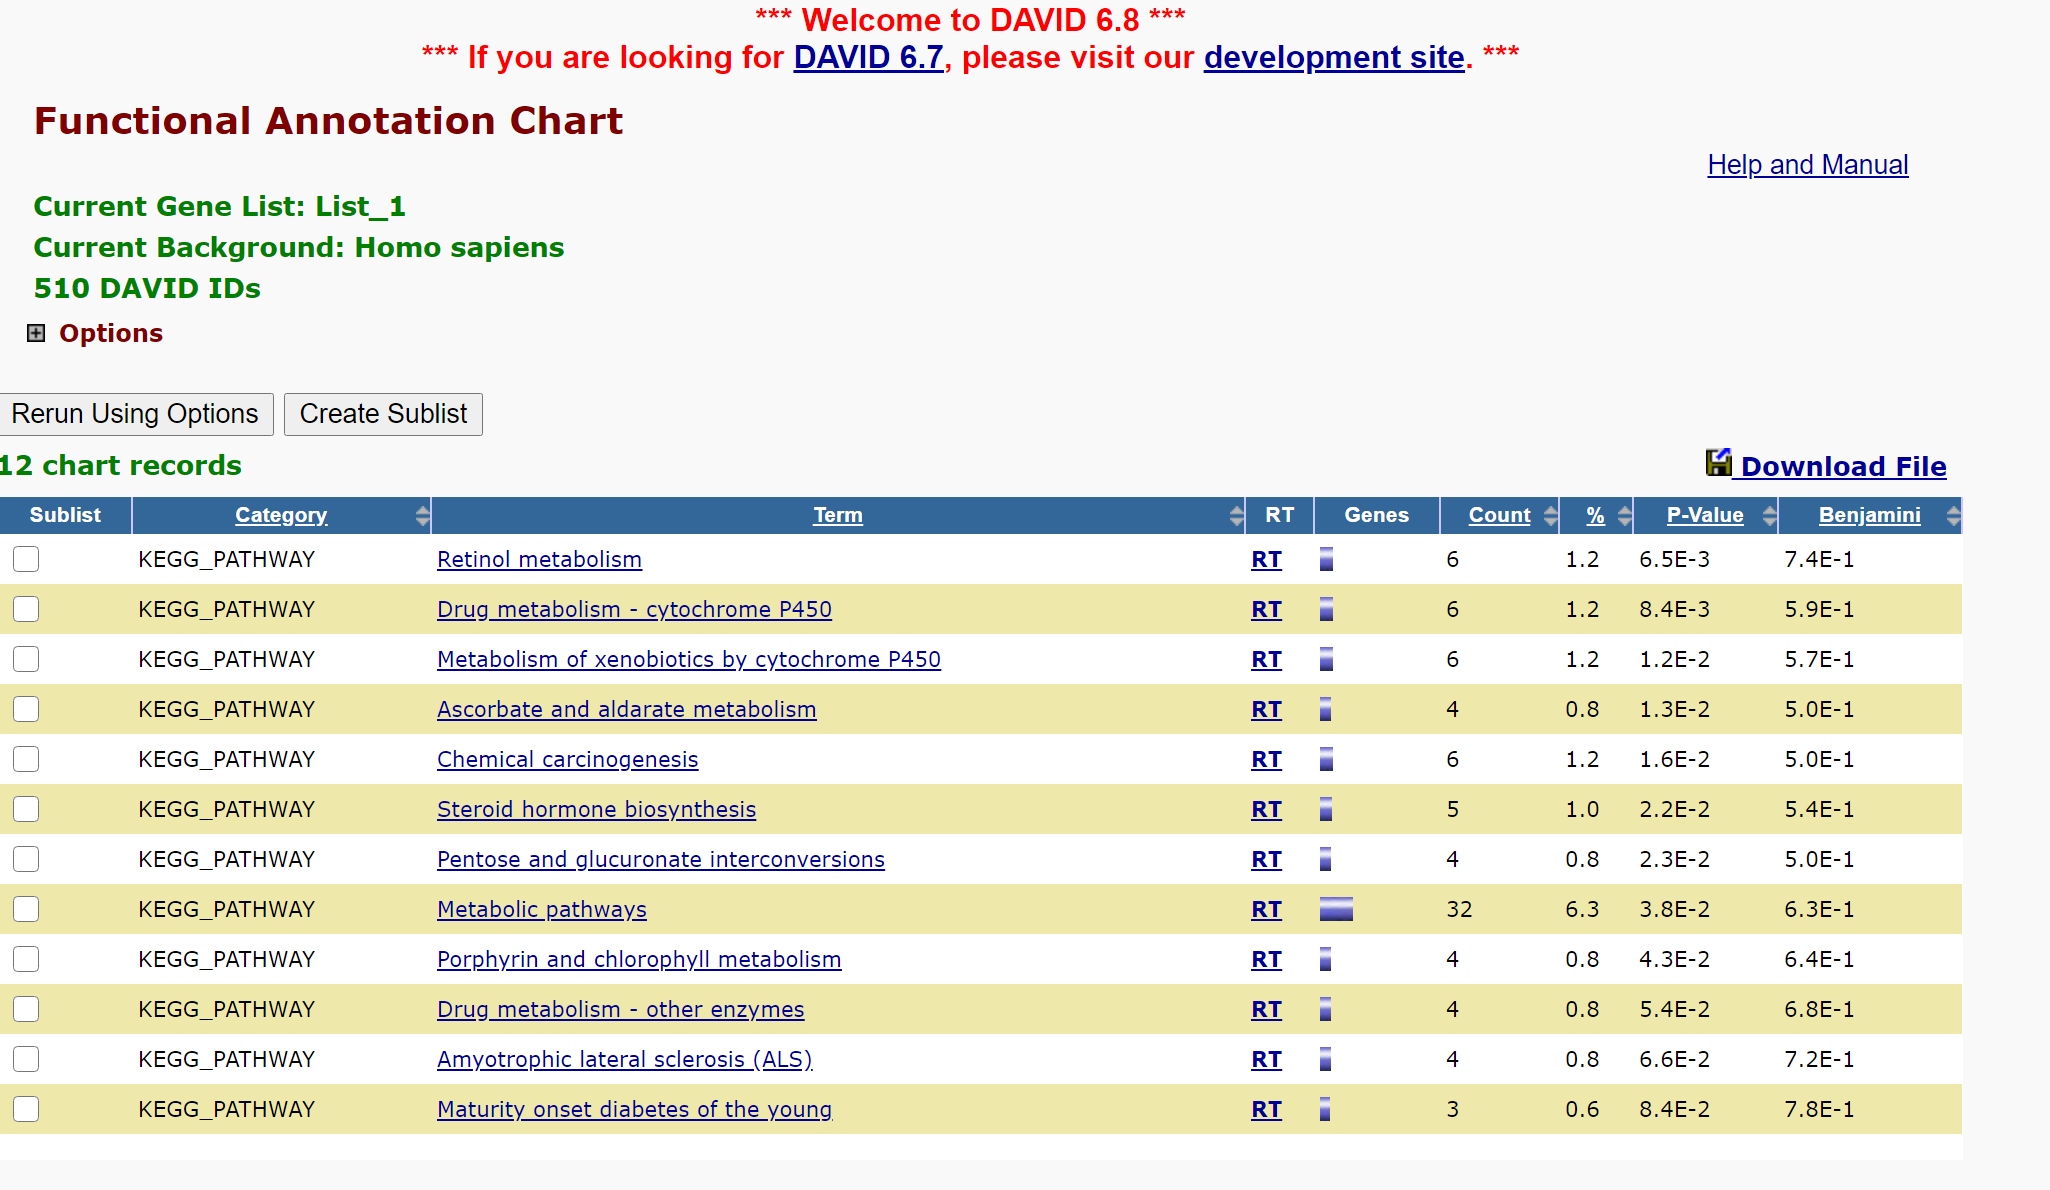 *** Welcome to DAVID 6.8 ***
*** If you are looking for DAVID 6.7, please visit our development site. ***
Functional Annotation Chart
Help and Manual
Current Gene List: List_1
Current Background: Homo sapiens
510 DAVID IDs
Options
Rerun Using Options Create Sublist
12 chart records Download File
Sublist Category Term RT Genes Count % P-Value Benjamini
KEGG_PATHWAY Retinol metabolism RT 6 1.2 6.5E-3 7.4E-1
KEGG_PATHWAY Drug metabolism - cytochrome P450 RT 6 1.2 8.4E-3 5.9E-1
KEGG_PATHWAY Metabolism of xenobiotics by cytochrome P450 RT 6 1.2 1.2E-2 5.7E-1
KEGG_PATHWAY Ascorbate and aldarate metabolism RT 4 0.8 1.3E-2 5.0E-1
KEGG_PATHWAY Chemical carcinogenesis RT 6 1.2 1.6E-2 5.0E-1
KEGG_PATHWAY Steroid hormone biosynthesis RT 5 1.0 2.2E-2 5.4E-1
KEGG_PATHWAY Pentose and glucuronate interconversions RT 4 0.8 2.3E-2 5.0E-1
KEGG_PATHWAY Metabolic pathways RT 32 6.3 3.8E-2 6.3E-1
KEGG_PATHWAY Porphyrin and chlorophyll metabolism RT 4 0.8 4.3E-2 6.4E-1
KEGG_PATHWAY Drug metabolism - other enzymes RT 4 0.8 5.4E-2 6.8E-1
KEGG_PATHWAY Amyotrophic lateral sclerosis (ALS) RT 4 0.8 6.6E-2 7.2E-1
KEGG_PATHWAY Maturity onset diabetes of the young RT 3 0.6 8.4E-2 7.8E-1